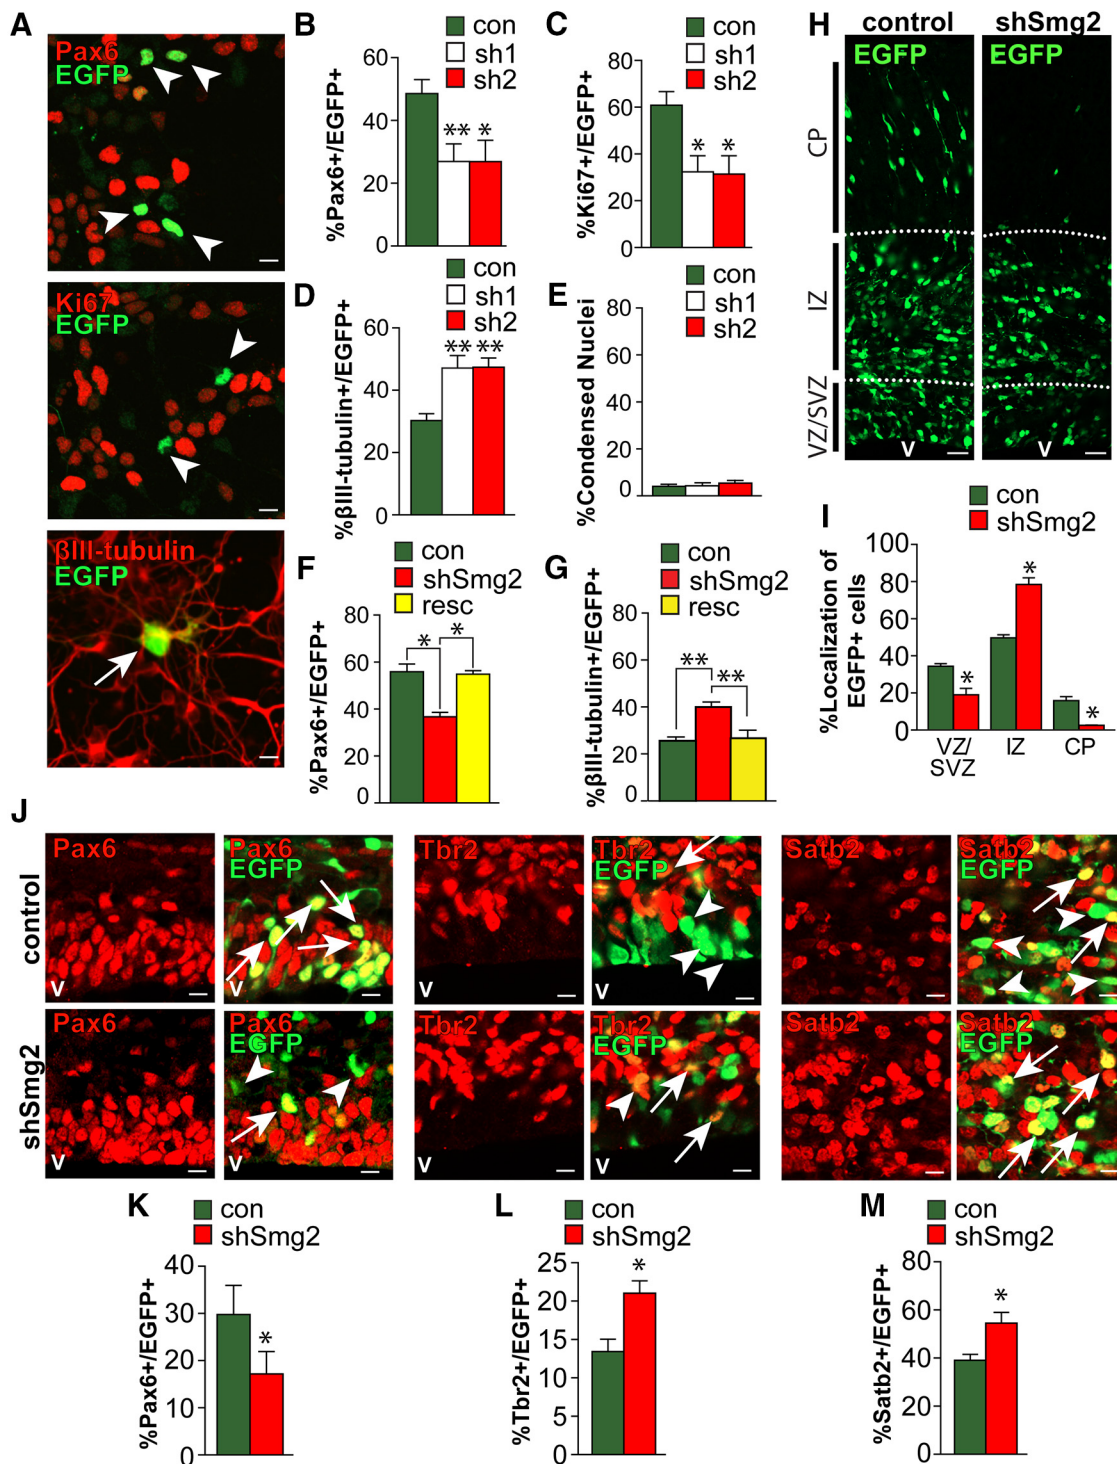 A
Pax6
EGFP
Ki67
EGFP
βIII-tubulin
EGFP
B
con
sh1
sh2
%Pax6+/EGFP+
60
40
20
0
** *
C
con
sh1
sh2
%Ki67+/EGFP+
80
60
40
20
0
* *
D
con
sh1
sh2
%βIII-tubulin+/EGFP+
60
40
20
0
** **
E
con
sh1
sh2
%Condensed Nuclei
80
60
40
20
0
F
con
shSmg2
resc
%Pax6+/EGFP+
80
60
40
20
0
* *
G
con
shSmg2
resc
%βIII-tubulin+/EGFP+
80
60
40
20
0
** **
H
control shSmg2
EGFP EGFP
CP
IZ
VZ/SVZ
V V
I
con
shSmg2
%Localization of
EGFP+ cells
100
80
60
40
20
0
* * *
VZ/
SVZ
IZ
CP
J
control
Pax6
V
Pax6
EGFP
V
Tbr2
V
Tbr2
EGFP
V
Satb2
Satb2
EGFP
shSmg2
Pax6
V
Pax6
EGFP
V
Tbr2
V
Tbr2
EGFP
V
Satb2
Satb2
EGFP
K
con
shSmg2
%Pax6+/EGFP+
40
30
20
10
0
*
L
con
shSmg2
%Tbr2+/EGFP+
25
20
15
10
5
0
*
M
con
shSmg2
%Satb2+/EGFP+
80
60
40
20
0
*